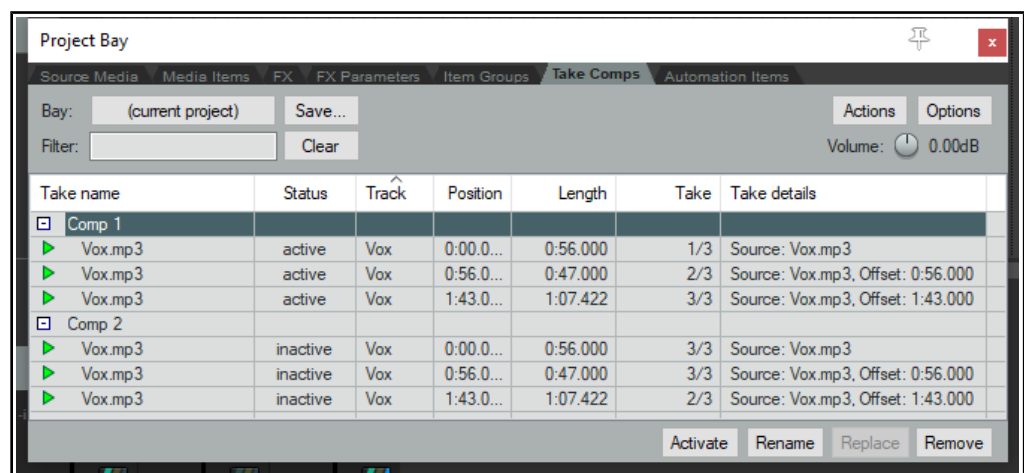 Project Bay
Source Media Media Items FX FX Parameters Item Groups Take Comps Automation Items
Bay: (current project) Save... Actions Options
Filter: Clear Volume: 0.00dB
Take name Status Track Position Length Take Take details
Comp 1
Vox.mp3 active Vox 0:00.0... 0:56.000 1/3 Source: Vox.mp3
Vox.mp3 active Vox 0:56.0... 0:47.000 2/3 Source: Vox.mp3, Offset: 0:56.000
Vox.mp3 active Vox 1:43.0... 1:07.422 3/3 Source: Vox.mp3, Offset: 1:43.000
Comp 2
Vox.mp3 inactive Vox 0:00.0... 0:56.000 3/3 Source: Vox.mp3
Vox.mp3 inactive Vox 0:56.0... 0:47.000 3/3 Source: Vox.mp3, Offset: 0:56.000
Vox.mp3 inactive Vox 1:43.0... 1:07.422 2/3 Source: Vox.mp3, Offset: 1:43.000
Activate Rename Replace Remove